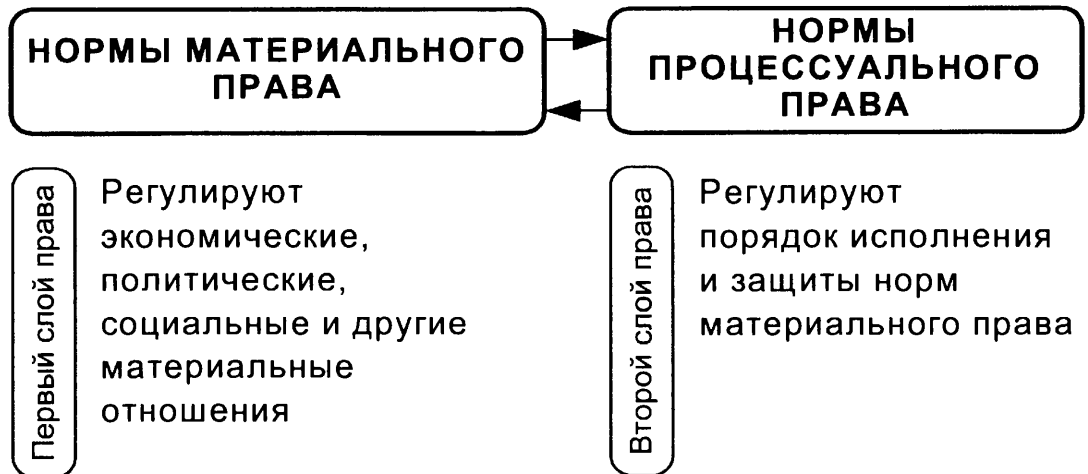 НОРМЫ МАТЕРИАЛЬНОГО
ПРАВА
НОРМЫ
ПРОЦЕССУАЛЬНОГО
ПРАВА
Первый слой права
Регулируют
экономические,
политические,
социальные и другие
материальные
отношения
Второй слой права
Регулируют
порядок исполнения
и защиты норм
материального права